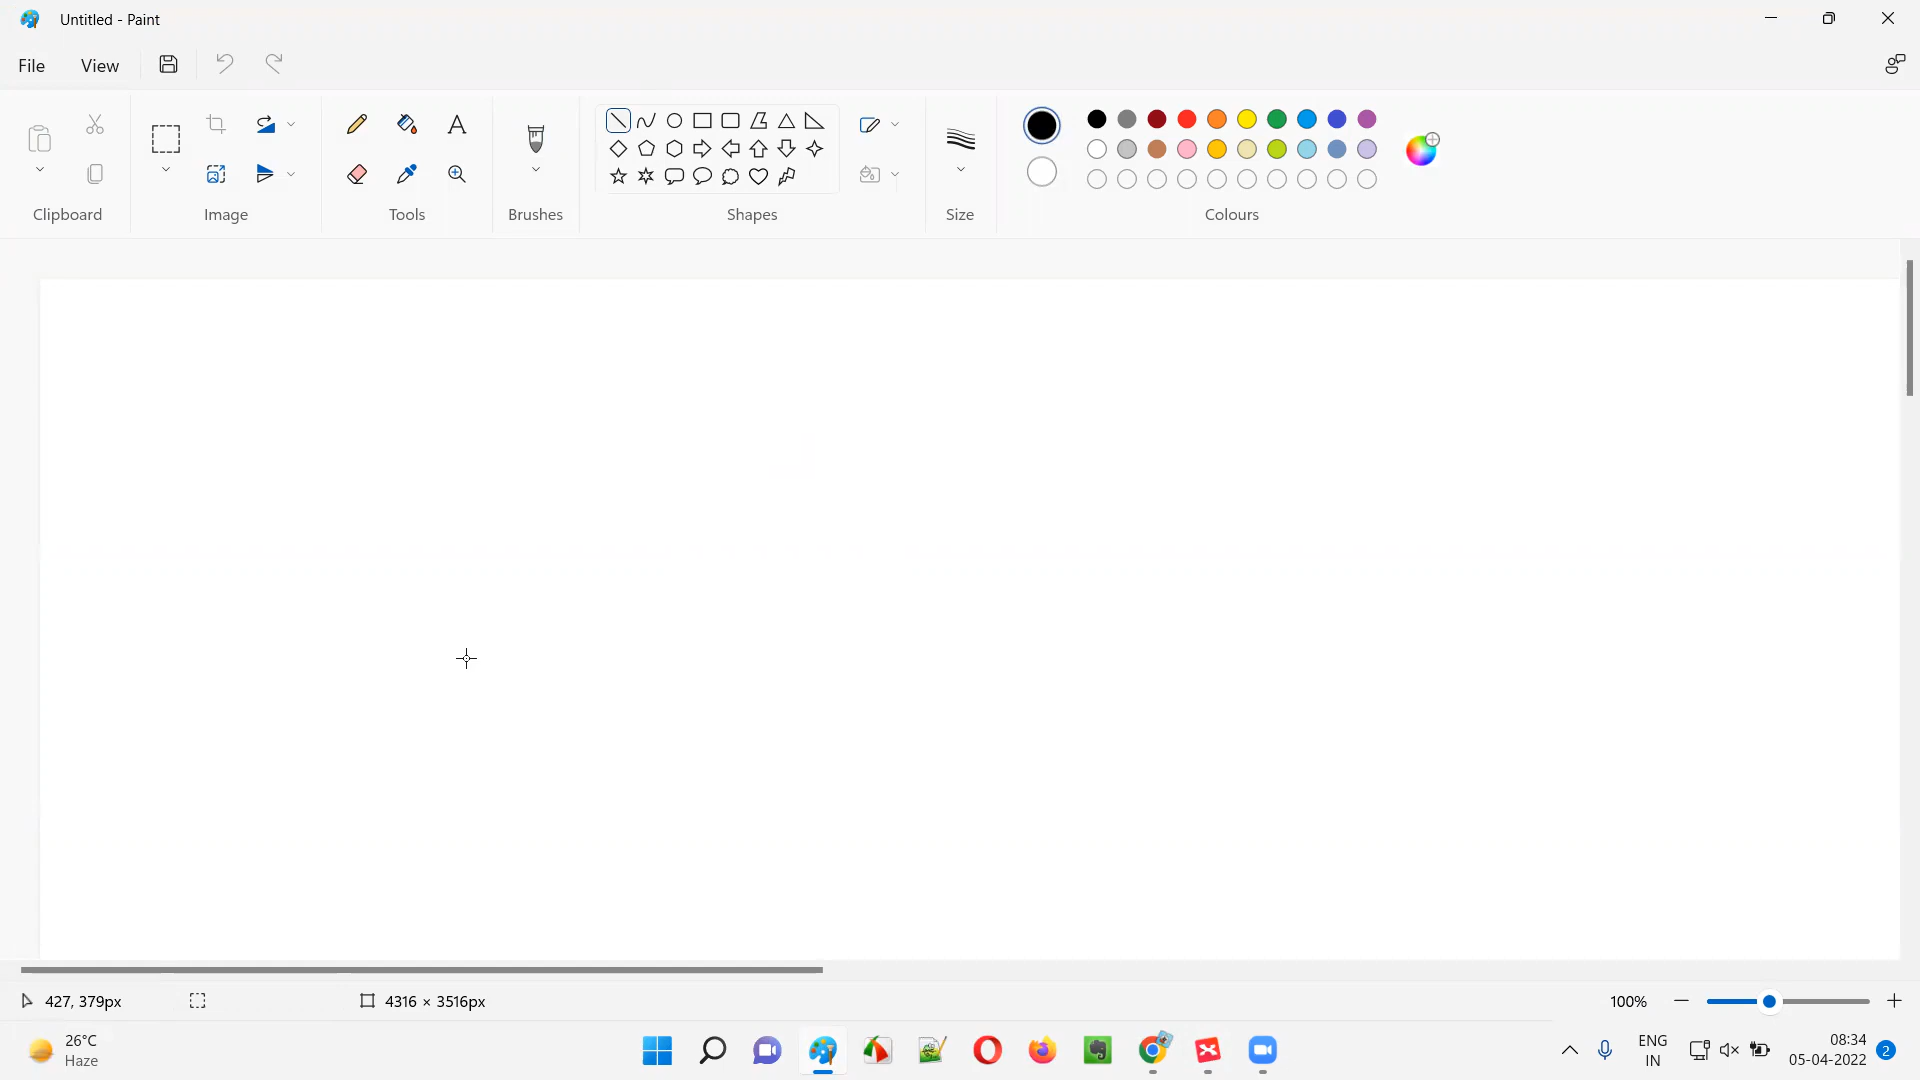 Untitled - Paint
File View
Clipboard
Image
Tools
Brushes
Shapes
Size
Colours
427, 379px
4316 × 3516px
100%
26°C
Haze
ENG
IN
08:34
05-04-2022
2